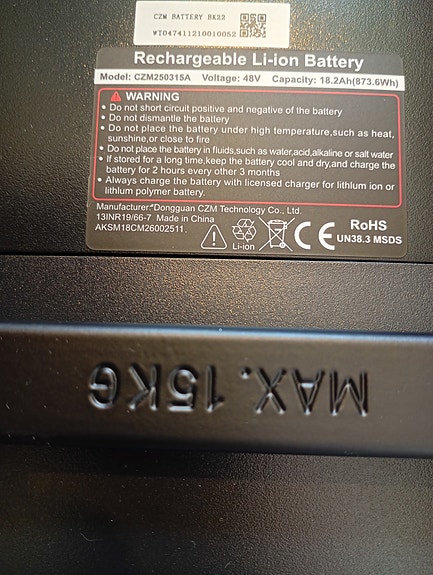 CZM BATTERY BK22
WT047411210010052
Rechargeable Li-ion Battery
Model: CZM250315A Voltage: 48V Capacity: 18.2Ah(873.6Wh)
WARNING
• Do not short circuit positive and negative of the battery
• Do not dismantle the battery
• Do not place the battery under high temperature,such as heat,
sunshine,or close to fire
• Do not place the battery in fluids,such as water,acid,alkaline or salt water
• If stored for a long time,keep the battery cool and dry,and charge the
battery for 2 hours every other 3 months
• Always charge the battery with licensed charger for lithlum ion or
lithlum polymer battery.
Manufacturer:Dongguan CZM Technology Co., Ltd.
13INR19/66-7 Made in China
AKSM18CM26002511
Li-ion
CE
RoHS
UN38.3 MSDS
MAX. 15KG